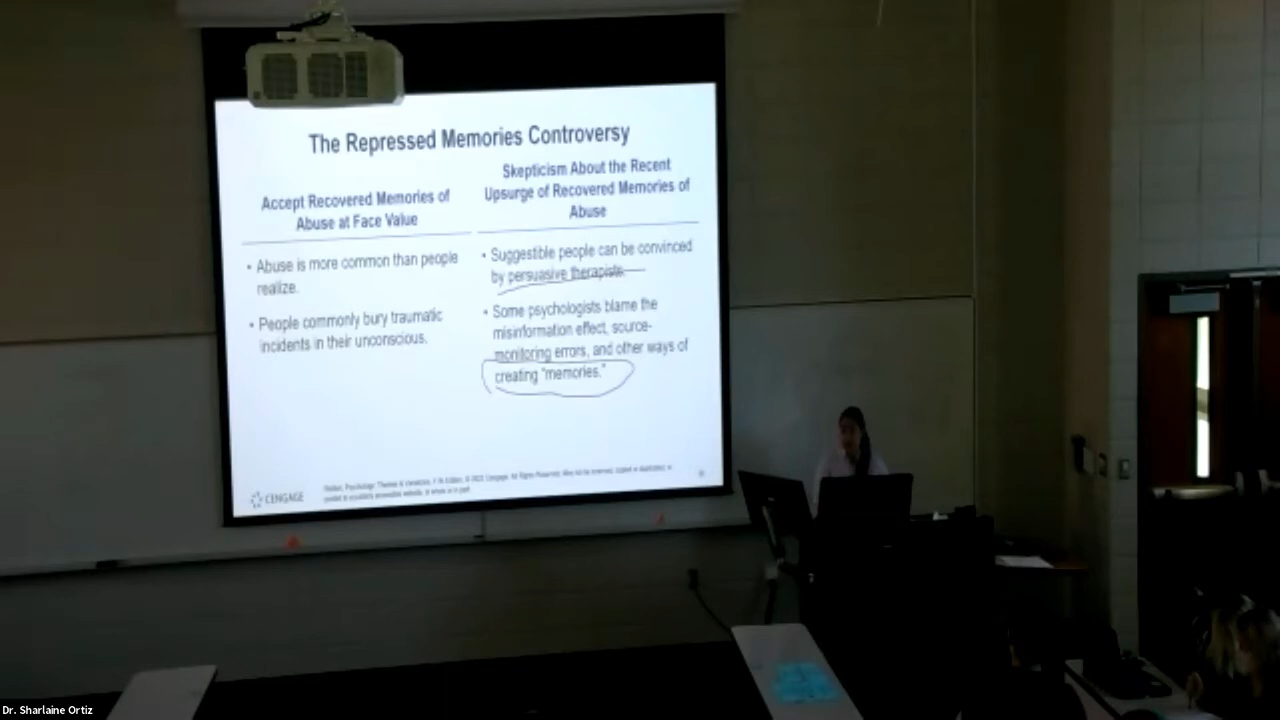 The Repressed Memories Controversy
Accept Recovered Memories of
Abuse at Face Value
• Abuse is more common than people
realize.
• People commonly bury traumatic
incidents in their unconscious.
Skepticism About the Recent
Upsurge of Recovered Memories of
Abuse
• Suggestible people can be convinced
by persuasive therapists.
• Some psychologists blame the
misinformation effect, source-
monitoring errors, and other ways of
creating "memories."
CENGAGE
Dr. Sharlaine Ortiz